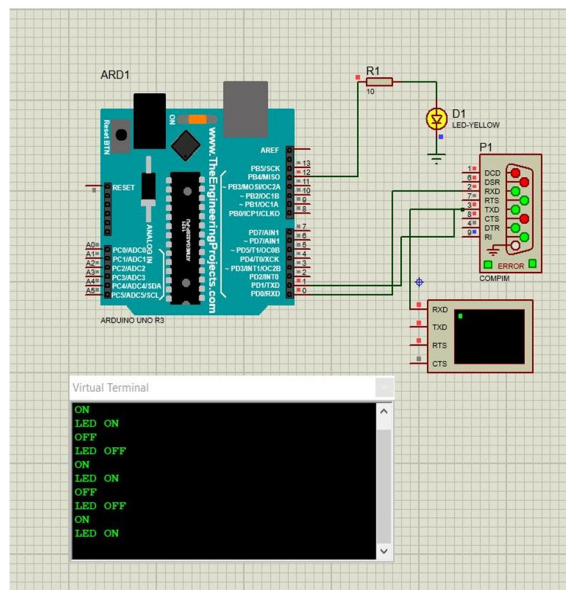 ARD1
R1
10
D1
LED-YELLOW
P1
ON
Reset BTN
www.TheEngineeringProjects.com
AREF
PB5/SCK
13
PB4/MISO
12
~ PB3/MOSI/OC2A
11
~ PB2/OC1B
10
~ PB1/OC1A
9
PB0/ICP1/CLKO
8
RESET
ANALOG IN
PD7/AIN1
7
~ PD7/AIN1
6
~ PD5/T1/OC0B
5
PD4/T0/XCK
4
~ PD3/INT1/OC2B
3
PD2/INT0
2
PD1/TXD
1
PD0/RXD
0
A0
PC0/ADC0
A1
PC1/ADC1
A2
PC2/ADC2
A3
PC3/ADC3
A4
PC4/ADC4/SDA
A5
PC5/ADC5/SCL
ARDUINO UNO R3
1
DCD
6
DSR
2
RXD
7
RTS
3
TXD
8
CTS
4
DTR
9
RI
ERROR
COMPIM
RXD
TXD
RTS
CTS
Virtual Terminal
ON
LED ON
OFF
LED OFF
ON
LED ON
OFF
LED OFF
ON
LED ON